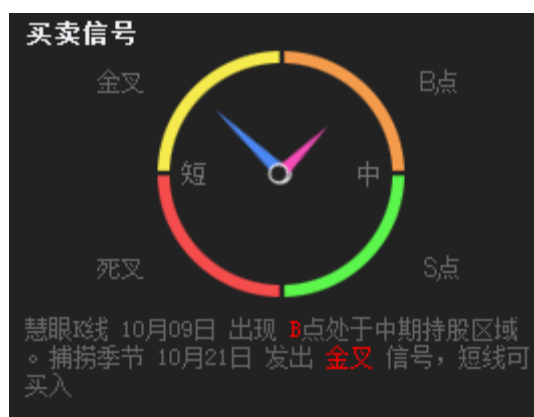 买卖信号
金叉 B点
短 中
死叉 S点
慧眼K线 10月09日 出现 B点处于中期持股区域
。捕捞季节 10月21日 发出 金叉 信号，短线可
买入